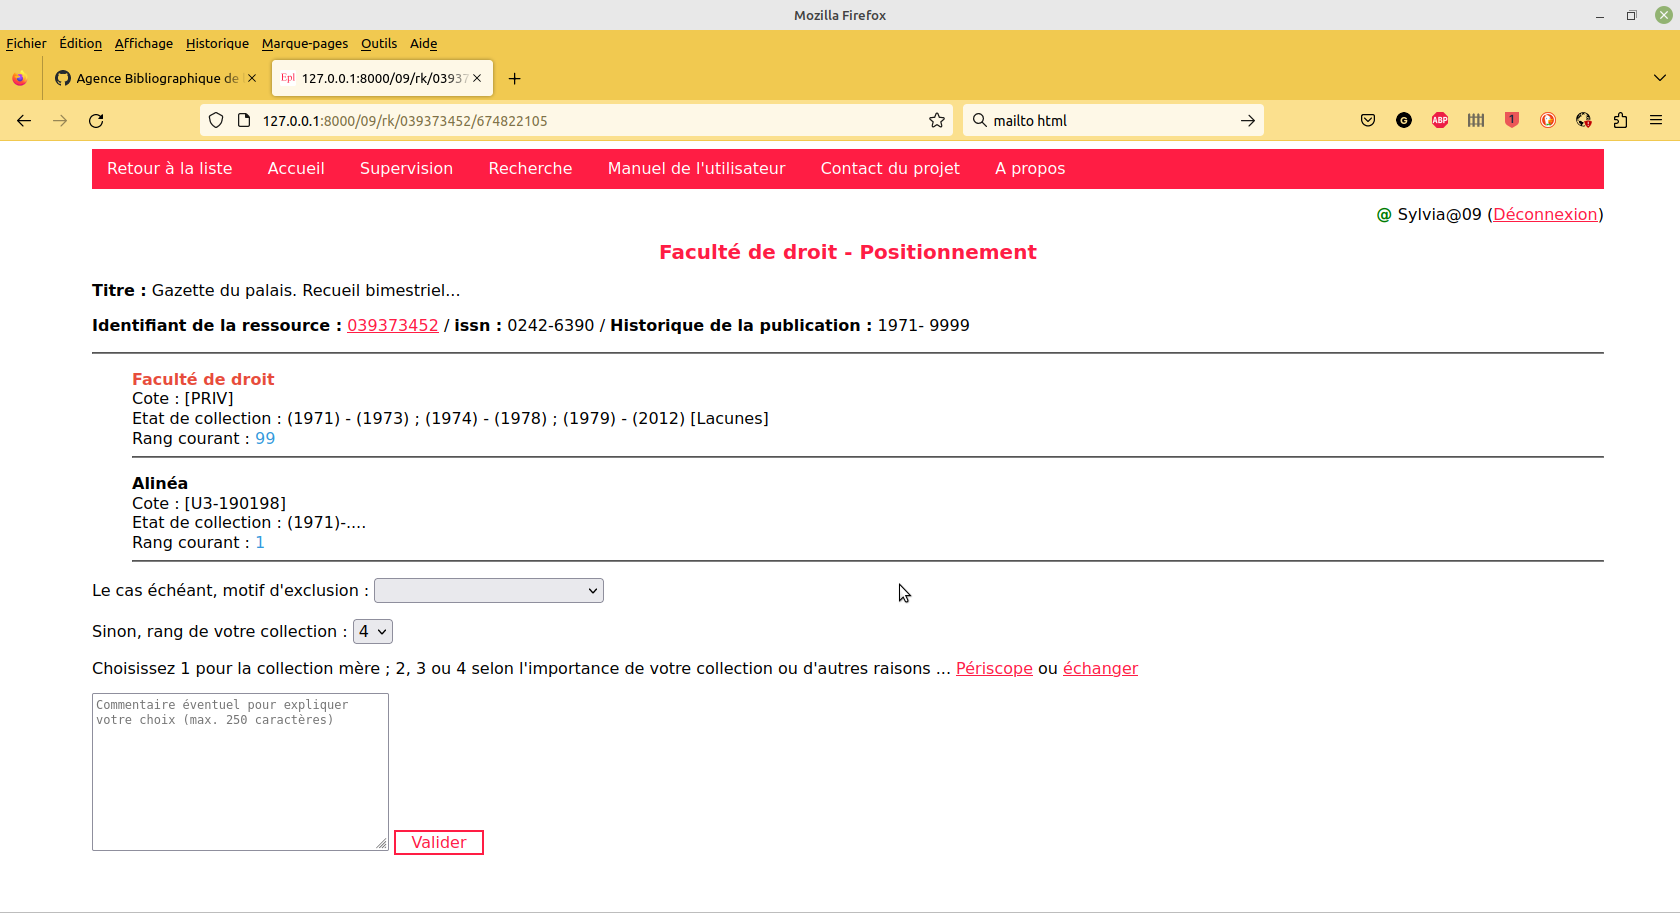 Mozilla Firefox
Fichier Édition Affichage Historique Marque-pages Outils Aide
Agence Bibliographique de
Epl 127.0.0.1:8000/09/rk/03937
127.0.0.1:8000/09/rk/039373452/674822105
mailto html
G ABP 1
Retour à la liste Accueil Supervision Recherche Manuel de l'utilisateur Contact du projet A propos
@ Sylvia@09 (Déconnexion)
Faculté de droit - Positionnement
Titre : Gazette du palais. Recueil bimestriel...
Identifiant de la ressource : 039373452 / issn : 0242-6390 / Historique de la publication : 1971- 9999
Faculté de droit
Cote : [PRIV]
Etat de collection : (1971) - (1973) ; (1974) - (1978) ; (1979) - (2012) [Lacunes]
Rang courant : 99
Alinéa
Cote : [U3-190198]
Etat de collection : (1971)-....
Rang courant : 1
Le cas échéant, motif d'exclusion :
Sinon, rang de votre collection : 4
Choisissez 1 pour la collection mère ; 2, 3 ou 4 selon l'importance de votre collection ou d'autres raisons ... Périscope ou échanger
Commentaire éventuel pour expliquer
votre choix (max. 250 caractères)
Valider